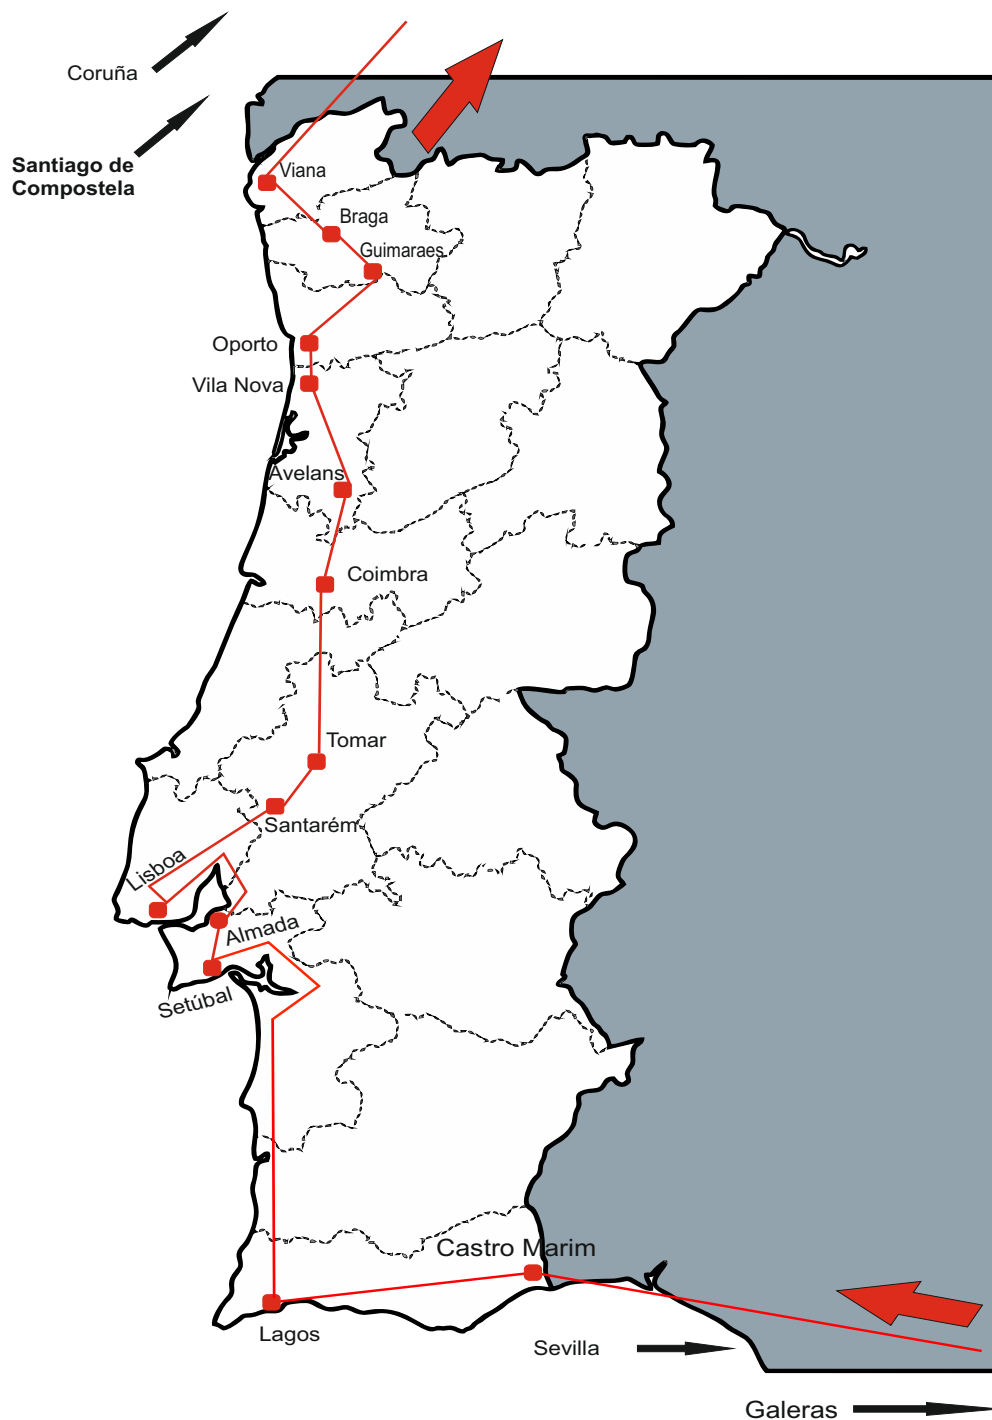 Coruña
Santiago de
Compostela
Viana
Braga
Guimaraes
Oporto
Vila Nova
Avelans
Coimbra
Tomar
Santarém
Lisboa
Almada
Setúbal
Castro Marim
Lagos
Sevilla
Galeras